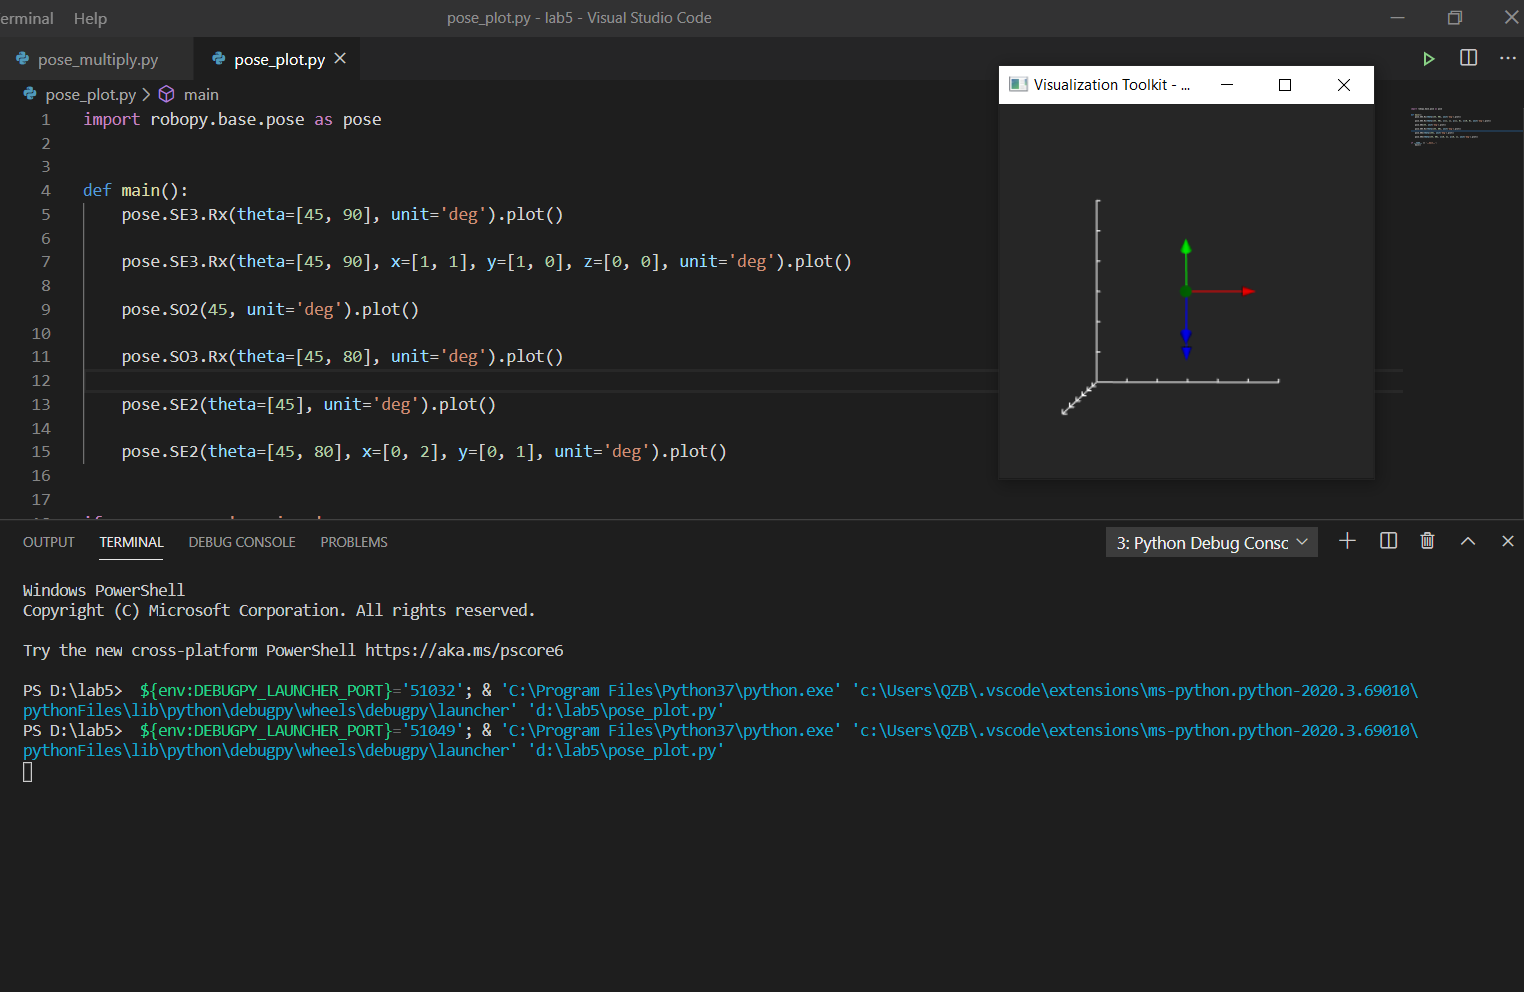 erminal Help pose_plot.py - lab5 - Visual Studio Code
pose_multiply.py pose_plot.py
pose_plot.py > main
Visualization Toolkit - ...
1 import robopy.base.pose as pose
2
3
4 def main():
5 pose.SE3.Rx(theta=[45, 90], unit='deg').plot()
6
7 pose.SE3.Rx(theta=[45, 90], x=[1, 1], y=[1, 0], z=[0, 0], unit='deg').plot()
8
9 pose.SO2(45, unit='deg').plot()
10
11 pose.SO3.Rx(theta=[45, 80], unit='deg').plot()
12
13 pose.SE2(theta=[45], unit='deg').plot()
14
15 pose.SE2(theta=[45, 80], x=[0, 2], y=[0, 1], unit='deg').plot()
16
17
OUTPUT TERMINAL DEBUG CONSOLE PROBLEMS 3: Python Debug Consc
Windows PowerShell
Copyright (C) Microsoft Corporation. All rights reserved.
Try the new cross-platform PowerShell https://aka.ms/pscore6
PS D:\lab5> ${env:DEBUGPY_LAUNCHER_PORT}='51032'; & 'C:\Program Files\Python37\python.exe' 'c:\Users\QZB\.vscode\extensions\ms-python.python-2020.3.69010\
pythonFiles\lib\python\debugpy\wheels\debugpy\launcher' 'd:\lab5\pose_plot.py'
PS D:\lab5> ${env:DEBUGPY_LAUNCHER_PORT}='51049'; & 'C:\Program Files\Python37\python.exe' 'c:\Users\QZB\.vscode\extensions\ms-python.python-2020.3.69010\
pythonFiles\lib\python\debugpy\wheels\debugpy\launcher' 'd:\lab5\pose_plot.py'